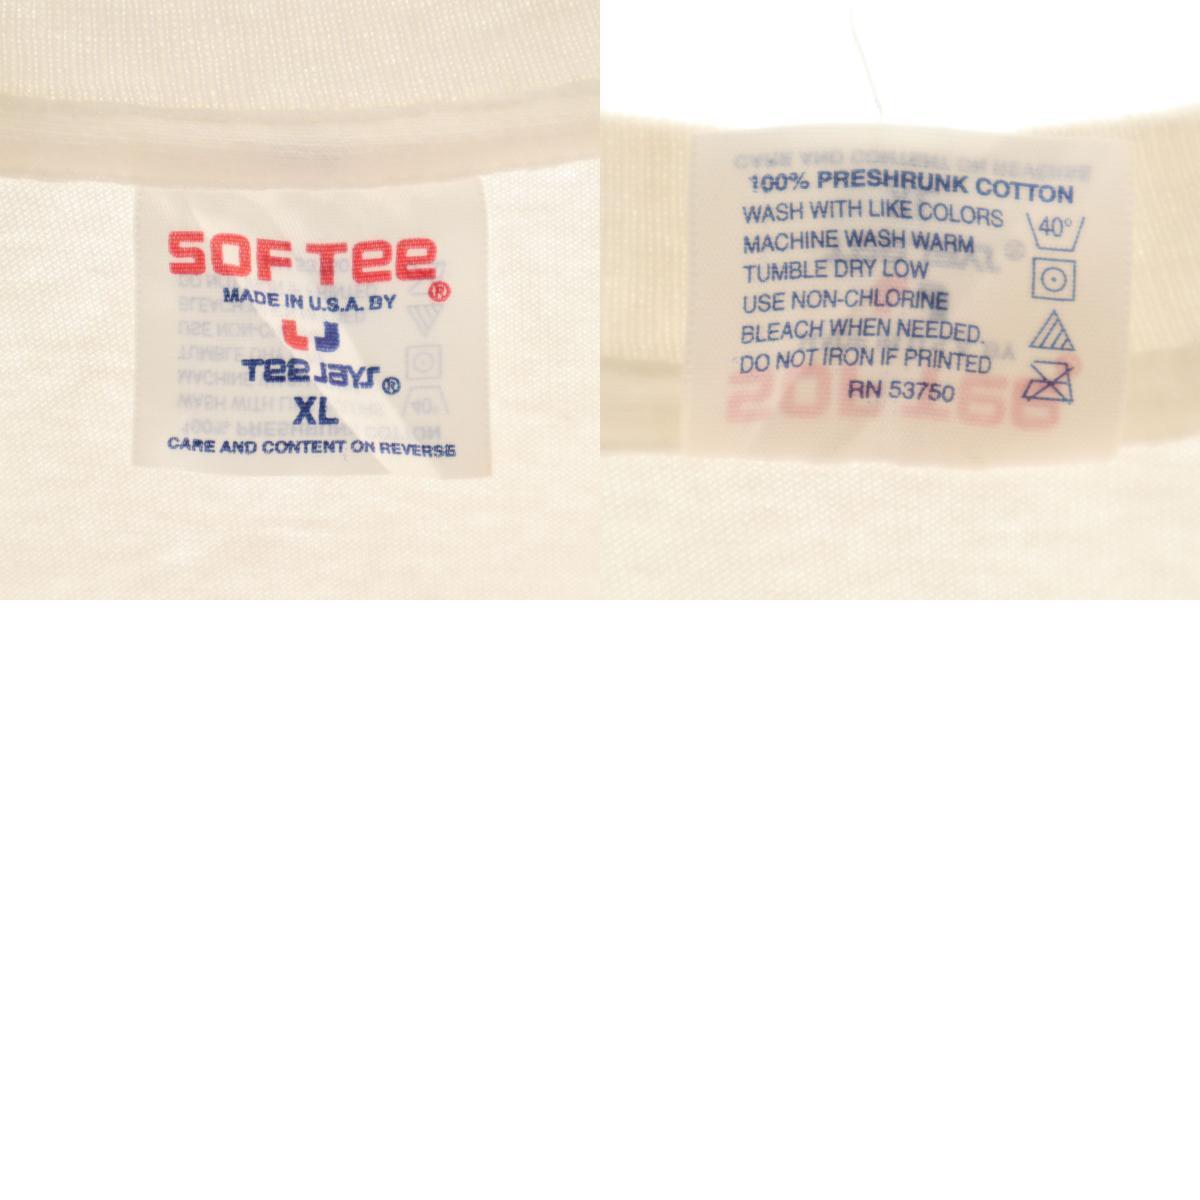 SOF TEE®
MADE IN U.S.A. BY
TEE JAYS®
XL
CARE AND CONTENT ON REVERSE
100% PRESHRUNK COTTON
WASH WITH LIKE COLORS
40°
MACHINE WASH WARM
TUMBLE DRY LOW
USE NON-CHLORINE
BLEACH WHEN NEEDED.
DO NOT IRON IF PRINTED
RN 53750